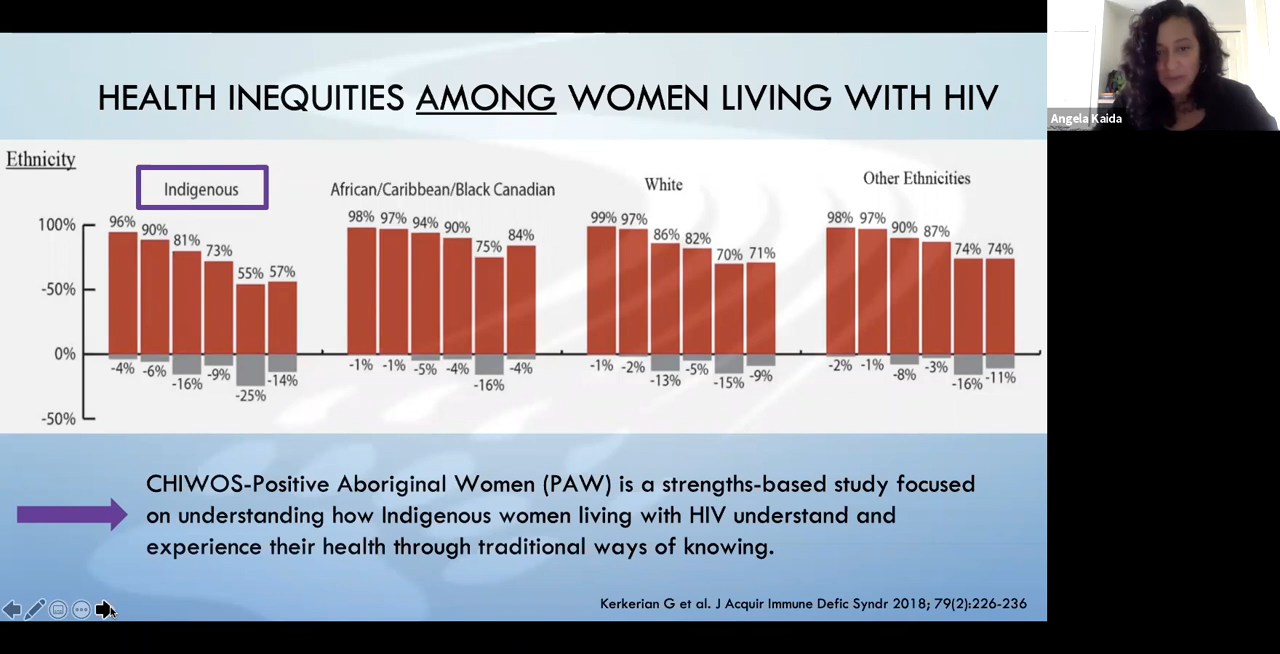 HEALTH INEQUITIES AMONG WOMEN LIVING WITH HIV
Angela Kaida
Ethnicity
Indigenous
African/Caribbean/Black Canadian
White
Other Ethnicities
100%
-50%
0%
-50%
96% 90% 81% 73% 55% 57%
-4% -6% -16% -9% -25% -14%
98% 97% 94% 90% 75% 84%
-1% -1% -5% -4% -16% -4%
99% 97% 86% 82% 70% 71%
-1% -2% -13% -5% -15% -9%
98% 97% 90% 87% 74% 74%
-2% -1% -8% -3% -16% -11%
CHIWOS-Positive Aboriginal Women (PAW) is a strengths-based study focused
on understanding how Indigenous women living with HIV understand and
experience their health through traditional ways of knowing.
Kerkerian G et al. J Acquir Immune Defic Syndr 2018; 79(2):226-236